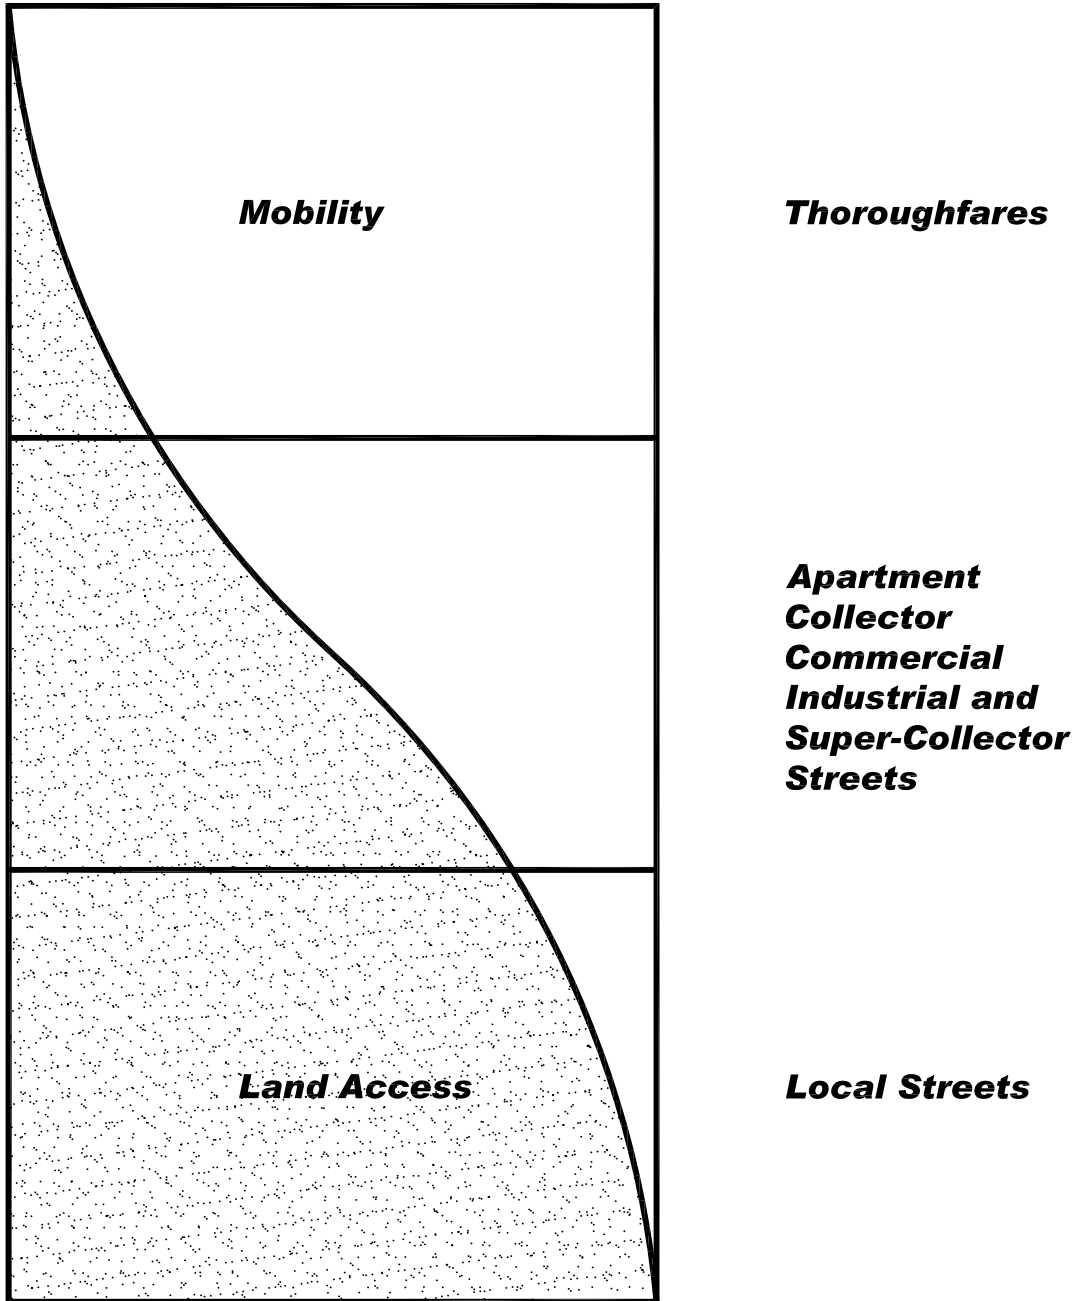 Mobility
Thoroughfares
Apartment
Collector
Commercial
Industrial and
Super-Collector
Streets
Land Access
Local Streets